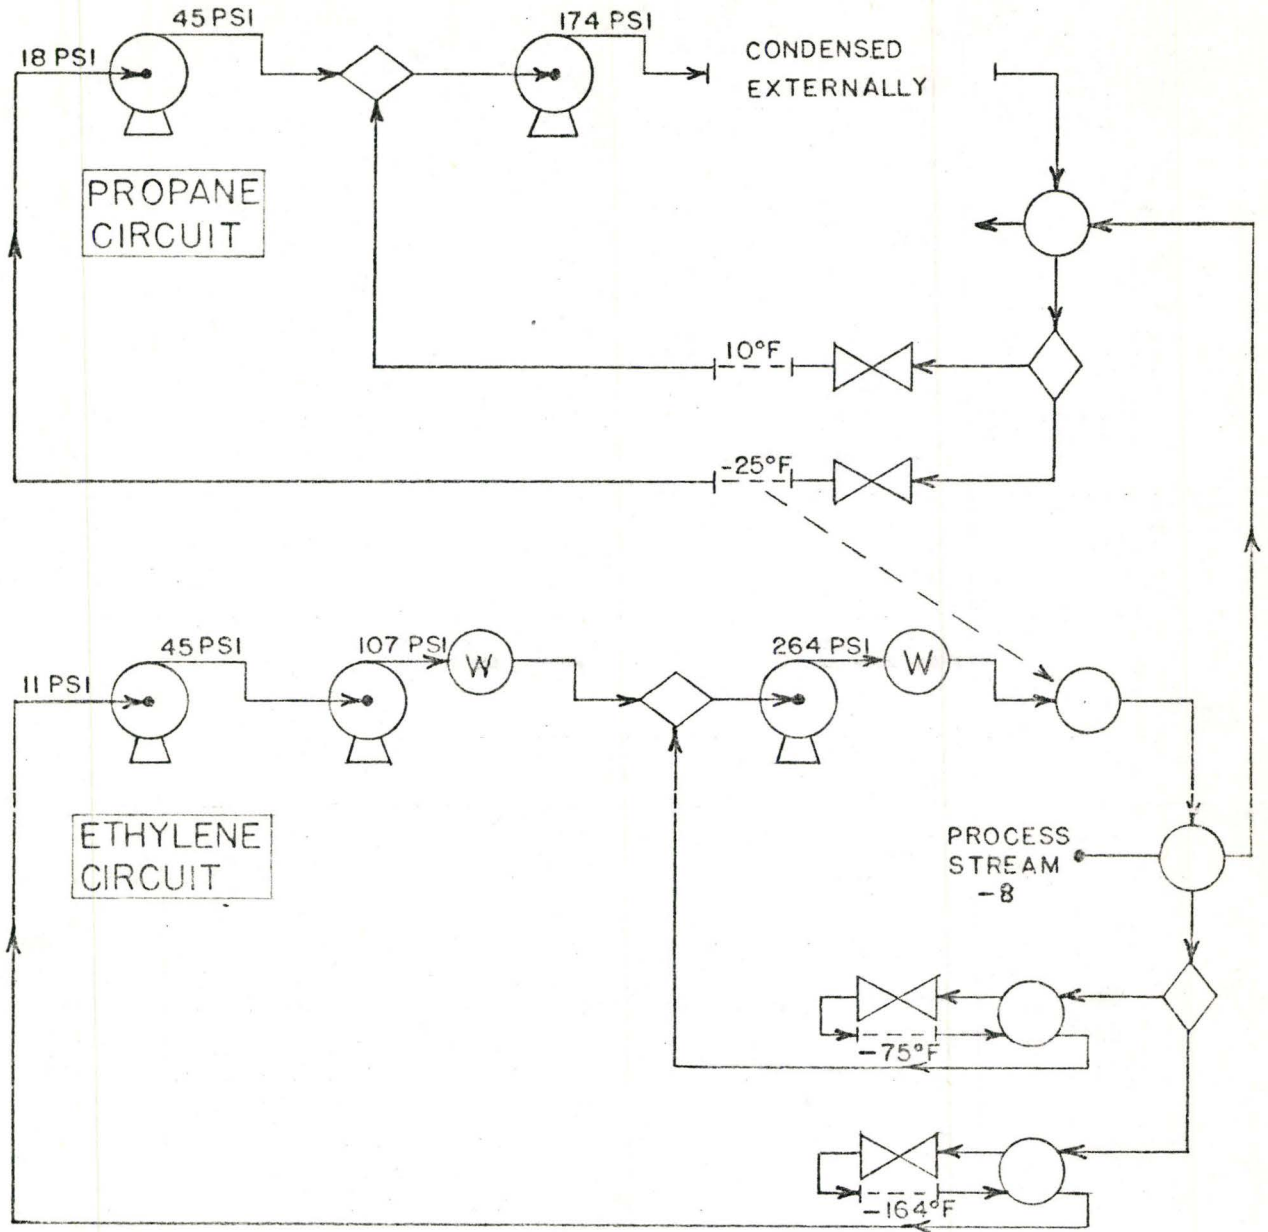 45 PSI
174 PSI
18 PSI
CONDENSED
EXTERNALLY
PROPANE
CIRCUIT
10°F
-25°F
45 PSI
107 PSI
264 PSI
W
W
11 PSI
ETHYLENE
CIRCUIT
PROCESS
STREAM
-8
-75°F
-164°F